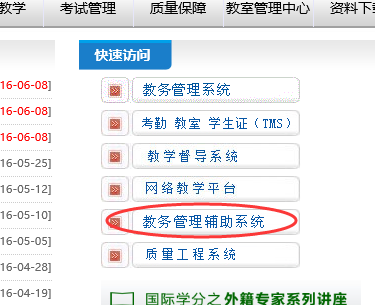 教学 考试管理 质量保障 教室管理中心 资料下
快速访问
16-06-08]
16-06-08]
16-06-08]
16-05-25]
16-05-12]
16-05-10]
16-05-05]
16-04-28]
16-04-19]
教务管理系统
考勤 教室 学生证（TMS）
教学督导系统
网络教学平台
教务管理辅助系统
质量工程系统
国际学分之外籍专家系列讲座